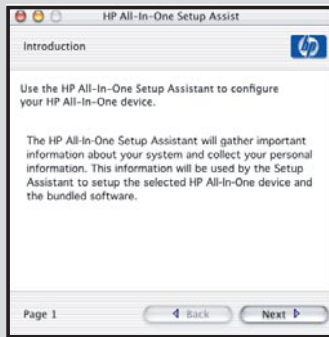 HP All-In-One Setup Assist
Introduction
hp
Use the HP All-In-One Setup Assistant to configure
your HP All-In-One device.
The HP All-In-One Setup Assistant will gather important
information about your system and collect your personal
information. This information will be used by the Setup
Assistant to setup the selected HP All-In-One device and
the bundled software.
Page 1
Back
Next